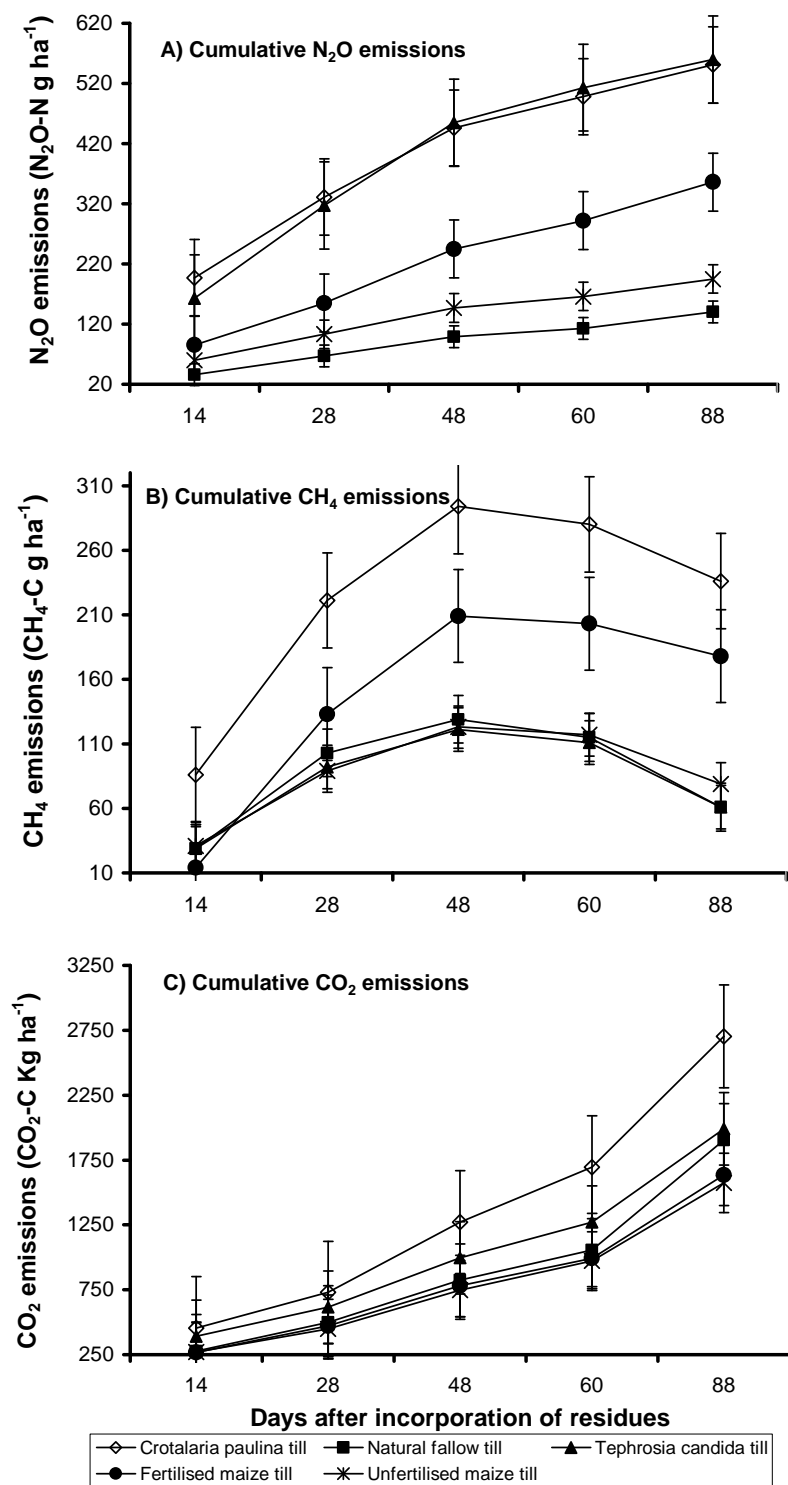 A) Cumulative N₂O emissions
N₂O emissions (N₂O-N g ha⁻¹)
620
520
420
320
220
120
20
14 28 48 60 88
B) Cumulative CH₄ emissions
CH₄ emissions (CH₄-C g ha⁻¹)
310
260
210
160
110
60
10
14 28 48 60 88
C) Cumulative CO₂ emissions
CO₂ emissions (CO₂-C Kg ha⁻¹)
3250
2750
2250
1750
1250
750
250
14 28 48 60 88
Days after incorporation of residues
Crotalaria paulina till Natural fallow till Tephrosia candida till
Fertilised maize till Unfertilised maize till